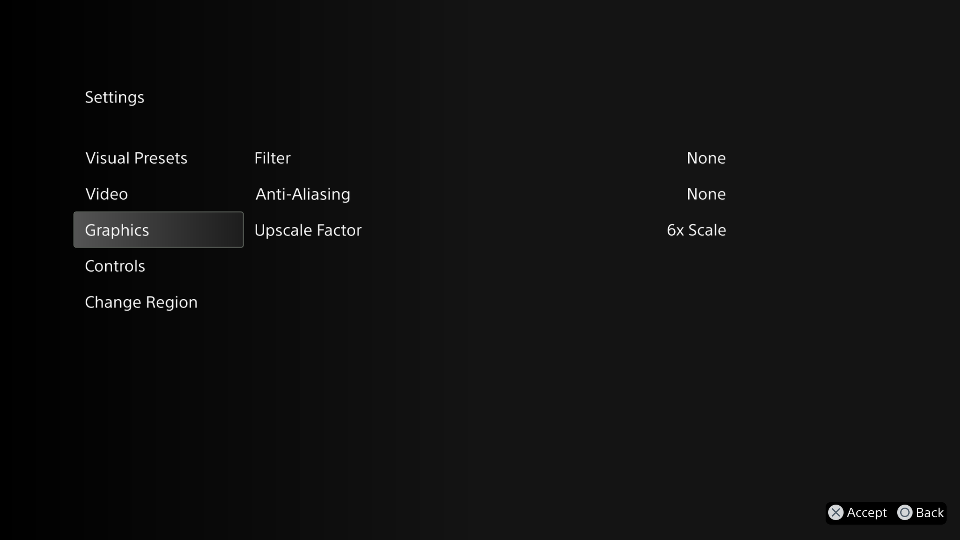 Settings
Visual Presets Filter None
Video Anti-Aliasing None
Graphics Upscale Factor 6x Scale
Controls
Change Region
Accept Back